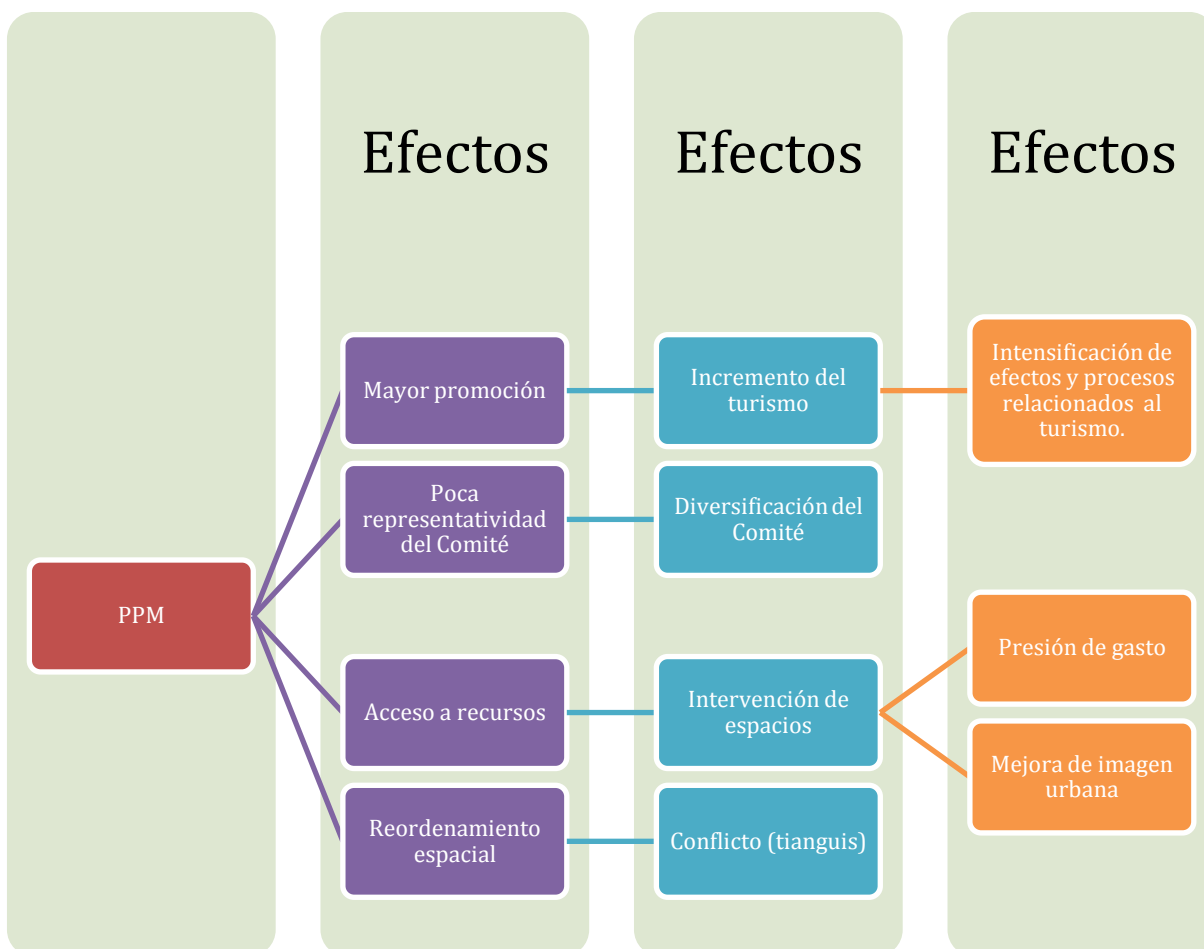 Efectos
Efectos
Efectos
PPM
Mayor promoción
Poca
representatividad
del Comité
Acceso a recursos
Reordenamiento
espacial
Incremento del
turismo
Diversificación del
Comité
Intervención de
espacios
Conflicto (tianguis)
Intensificación de
efectos y procesos
relacionados al
turismo.
Presión de gasto
Mejora de imagen
urbana